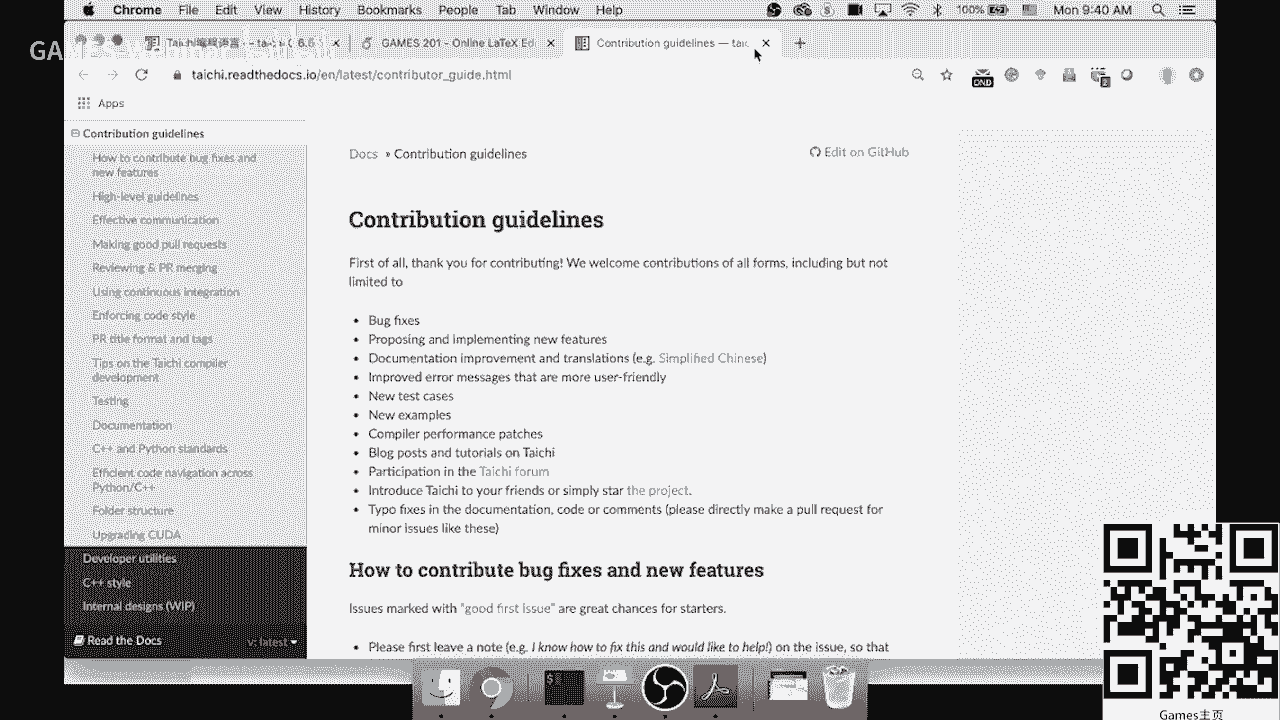 Chrome File Edit View History Bookmarks People Tab Window Help 100% Mon 9:40 AM
GAMES 201 - Online LaTeX Ed
Contribution guidelines — taic
taichi.readthedocs.io/en/latest/contributor_guide.html
DND
2
Apps
Contribution guidelines
How to contribute bug fixes and
new features
High-level guidelines
Effective communication
Making good pull requests
Reviewing & PR merging
Using continuous integration
Enforcing code style
PR title format and tags
Tips on the Taichi compiler
development
Testing
Documentation
C++ and Python standards
Efficient code navigation across
Python/C++
Folder structure
Upgrading CUDA
Developer utilities
C++ style
Internal designs (WIP)
Read the Docs v: latest
Docs » Contribution guidelines
Edit on GitHub
Contribution guidelines
First of all, thank you for contributing! We welcome contributions of all forms, including but not
limited to
• Bug fixes
• Proposing and implementing new features
• Documentation improvement and translations (e.g. Simplified Chinese)
• Improved error messages that are more user-friendly
• New test cases
• New examples
• Compiler performance patches
• Blog posts and tutorials on Taichi
• Participation in the Taichi forum
• Introduce Taichi to your friends or simply star the project.
• Typo fixes in the documentation, code or comments (please directly make a pull request for
minor issues like these)
How to contribute bug fixes and new features
Issues marked with "good first issue" are great chances for starters.
• Please first leave a note (e.g. I know how to fix this and would like to help!) on the issue, so that
Games主页